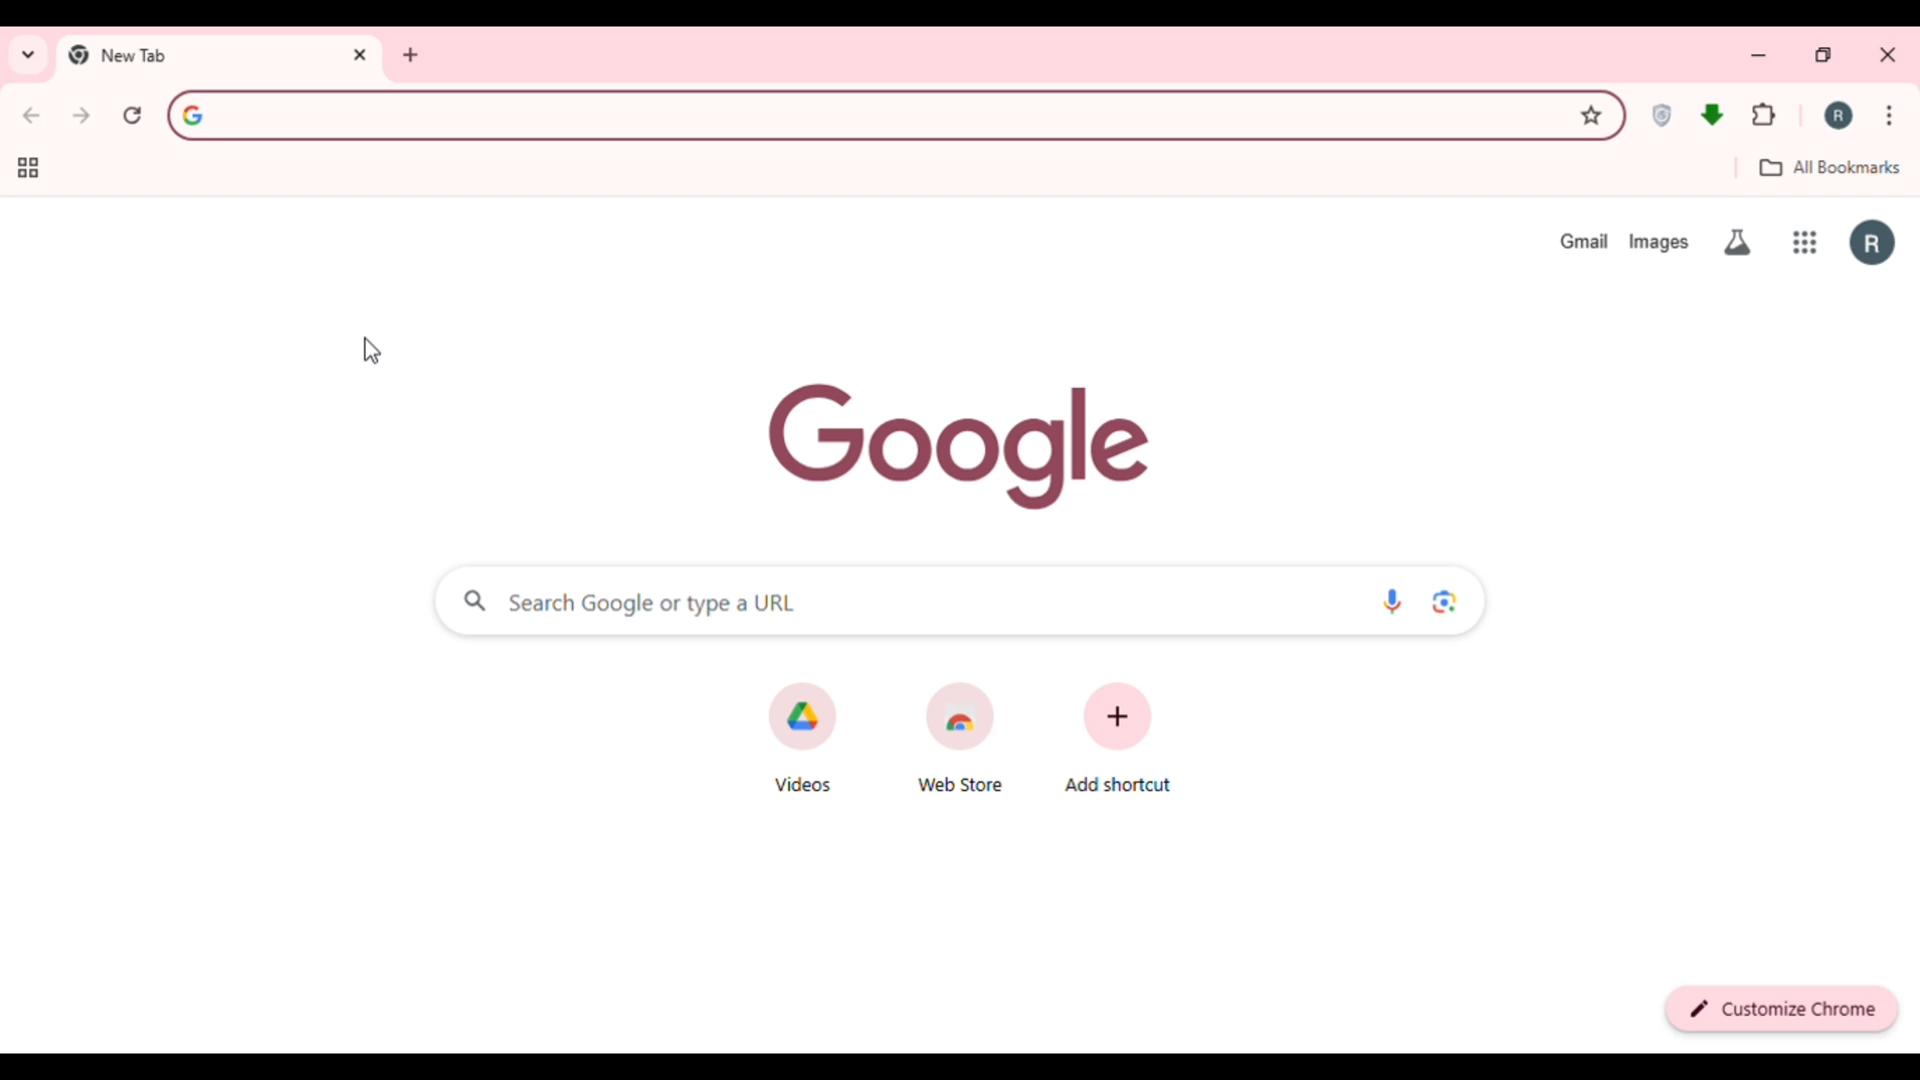 New Tab
G
R
All Bookmarks
Gmail Images
R
Google
Search Google or type a URL
Videos Web Store Add shortcut
Customize Chrome